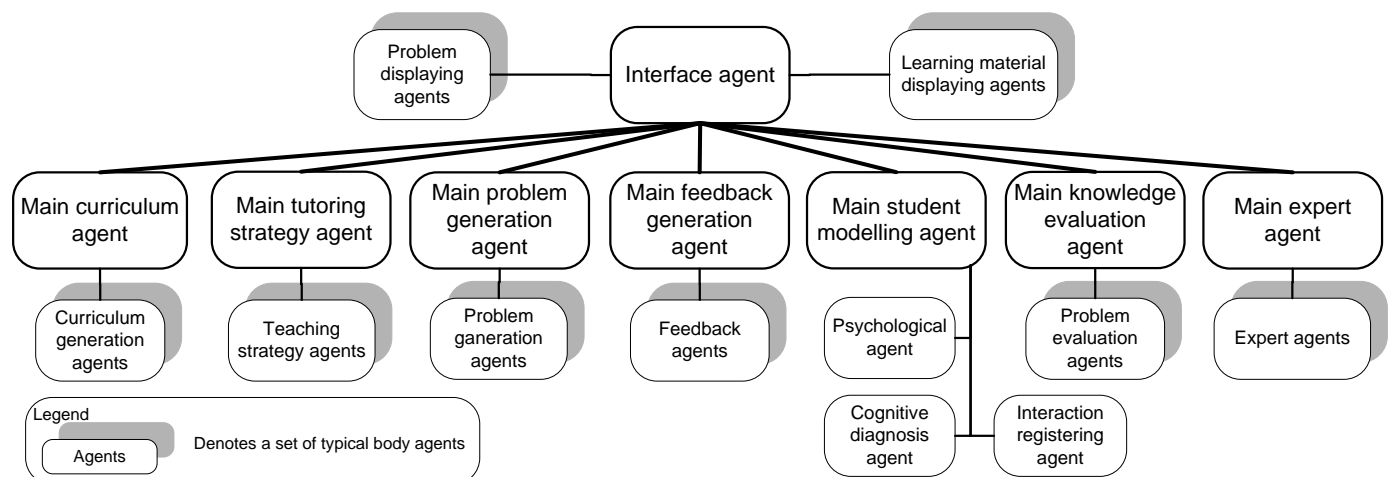 Problem
displaying
agents
Interface agent
Learning material
displaying agents
Main curriculum
agent
Main tutoring
strategy agent
Main problem
generation
agent
Main feedback
generation
agent
Main student
modelling agent
Main knowledge
evaluation
agent
Main expert
agent
Curriculum
generation
agents
Teaching
strategy agents
Problem
ganeration
agents
Feedback
agents
Psychological
agent
Problem
evaluation
agents
Expert agents
Cognitive
diagnosis
agent
Interaction
registering
agent
Legend
Agents
Denotes a set of typical body agents